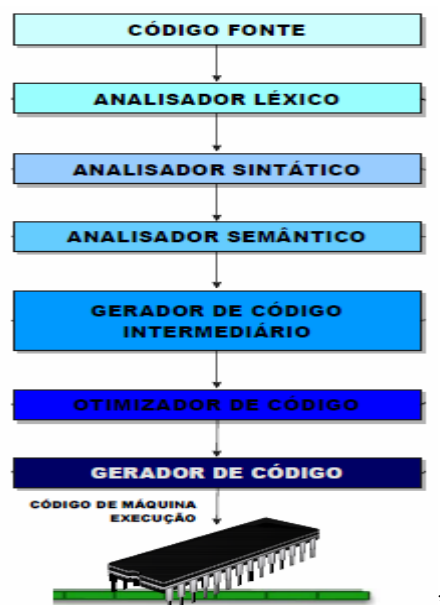 CÓDIGO FONTE
ANALISADOR LÉXICO
ANALISADOR SINTÁTICO
ANALISADOR SEMÂNTICO
GERADOR DE CÓDIGO
INTERMEDIÁRIO
OTIMIZADOR DE CÓDIGO
GERADOR DE CÓDIGO
CÓDIGO DE MÁQUINA
EXECUÇÃO